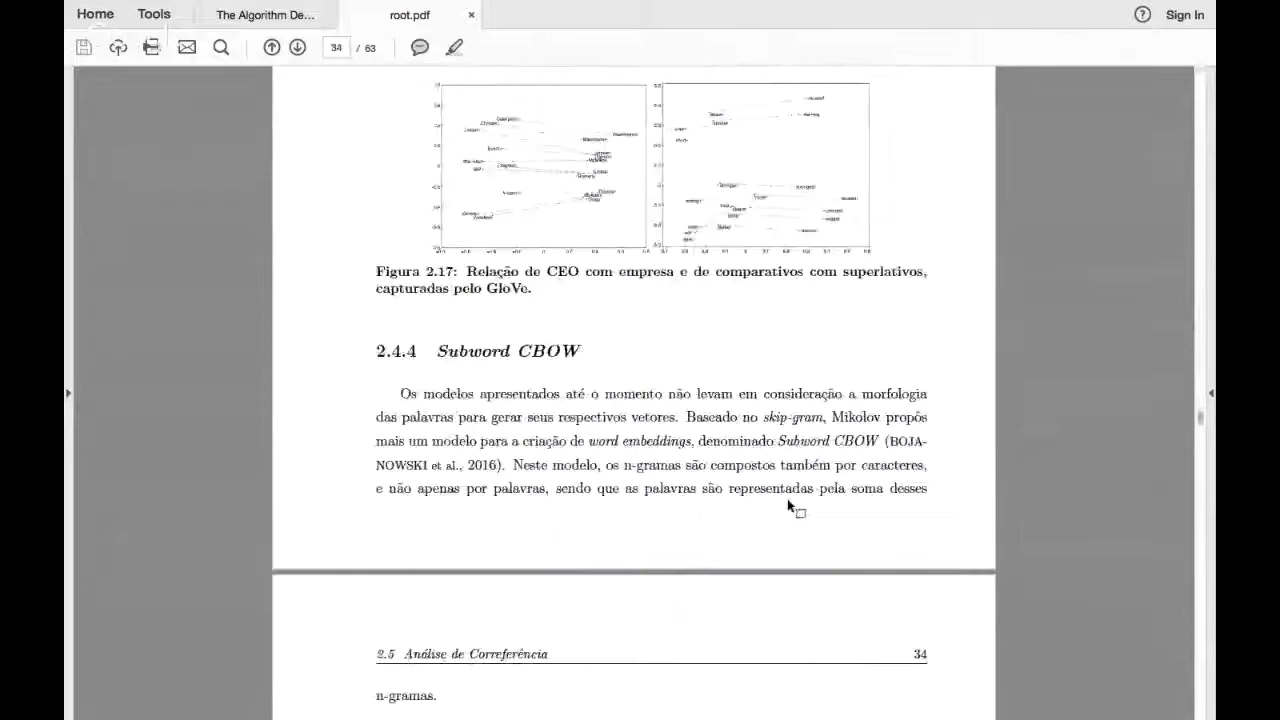 Home Tools The Algorithm De... root.pdf × ? Sign In
34 / 63
Figura 2.17: Relação de CEO com empresa e de comparativos com superlativos,
capturadas pelo GloVe.
2.4.4 Subword CBOW
Os modelos apresentados até o momento não levam em consideração a morfologia
das palavras para gerar seus respectivos vetores. Baseado no skip-gram, Mikolov propôs
mais um modelo para a criação de word embeddings, denominado Subword CBOW (BOJA-
NOWSKI et al., 2016). Neste modelo, os n-gramas são compostos também por caracteres,
e não apenas por palavras, sendo que as palavras são representadas pela soma desses
2.5 Análise de Correferência 34
n-gramas.